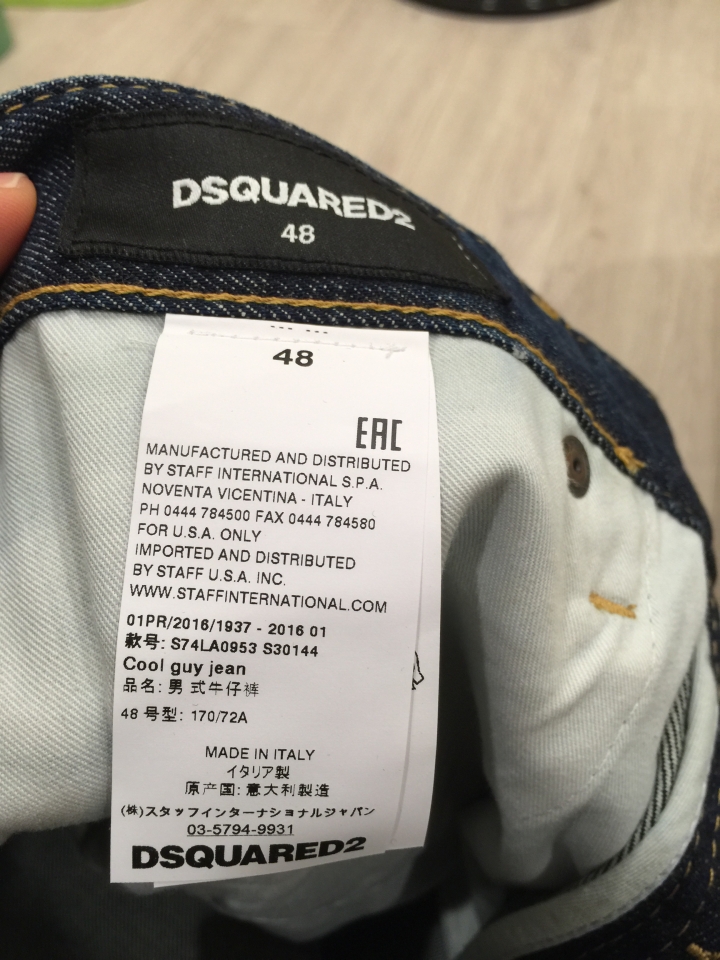 DSQUARED2
48
48
EAC
MANUFACTURED AND DISTRIBUTED
BY STAFF INTERNATIONAL S.P.A.
NOVENTA VICENTINA - ITALY
PH 0444 784500 FAX 0444 784580
FOR U.S.A. ONLY
IMPORTED AND DISTRIBUTED
BY STAFF U.S.A. INC.
WWW.STAFFINTERNATIONAL.COM
01PR/2016/1937 - 2016 01
款号: S74LA0953 S30144
Cool guy jean
品名: 男式牛仔裤
48 号型: 170/72A
MADE IN ITALY
イタリア製
原产国: 意大利製造
(株)スタッフインターナショナルジャパン
03-5794-9931
DSQUARED2